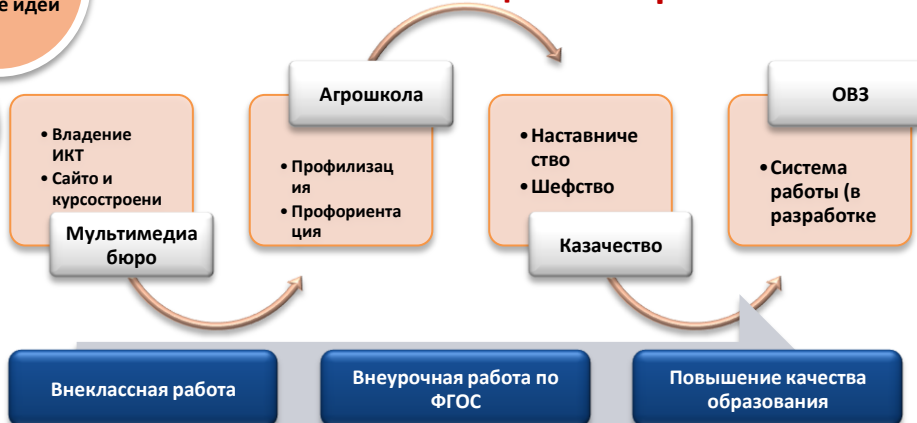 е идеи
• Владение
ИКТ
• Сайто и
курсостроени
Мультимедиа
бюро
Агрошкола
• Профилизац
ия
• Профориента
ция
• Наставниче
ство
• Шефство
Казачество
ОВЗ
• Система
работы (в
разработке
Внеклассная работа
Внеурочная работа по
ФГОС
Повышение качества
образования